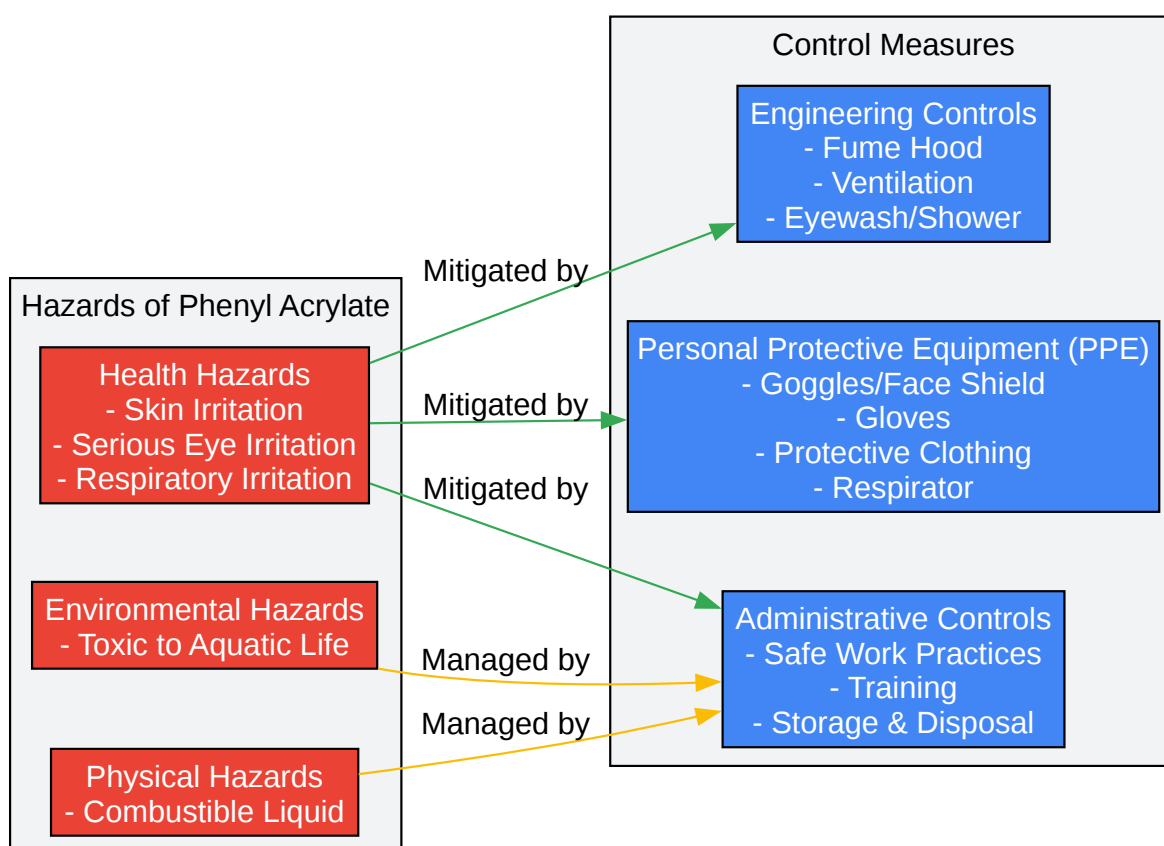 Control Measures
Engineering Controls
- Fume Hood
- Ventilation
- Eyewash/Shower
Mitigated by
Hazards of Phenyl Acrylate
Health Hazards
- Skin Irritation
- Serious Eye Irritation
- Respiratory Irritation
Mitigated by
Personal Protective Equipment (PPE)
- Goggles/Face Shield
- Gloves
- Protective Clothing
- Respirator
Mitigated by
Environmental Hazards
- Toxic to Aquatic Life
Managed by
Administrative Controls
- Safe Work Practices
- Training
- Storage & Disposal
Managed by
Physical Hazards
- Combustible Liquid